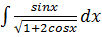 ∫ sinx / √(1+2cosx) dx